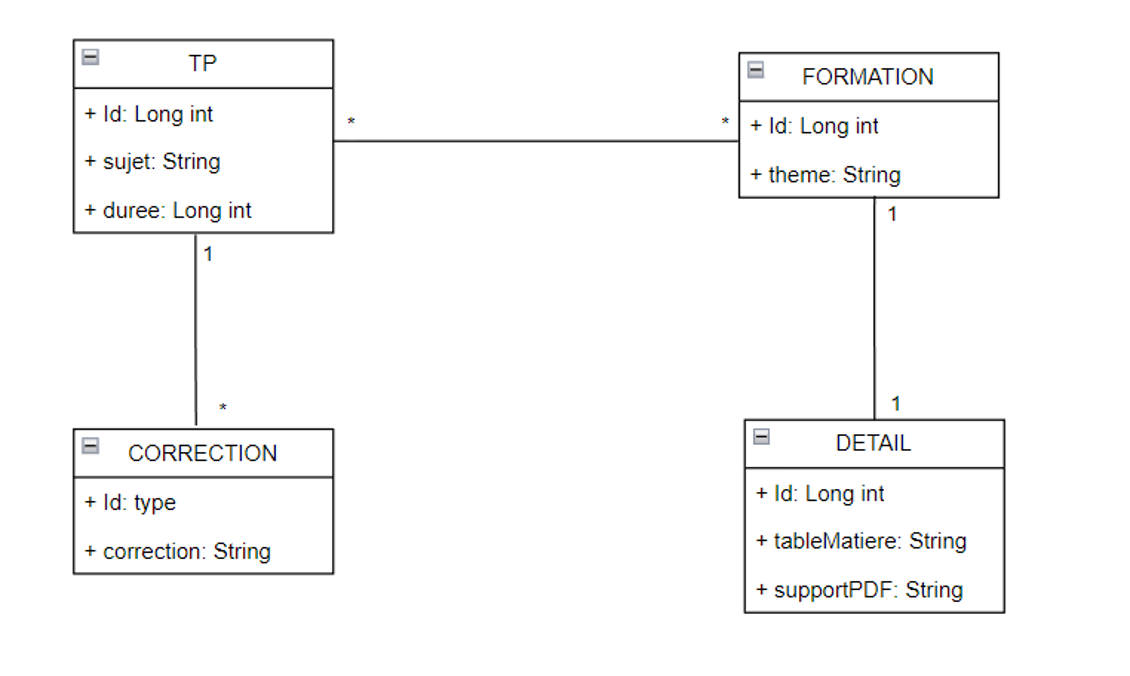 TP
+ Id: Long int
+ sujet: String
+ duree: Long int
*
*
FORMATION
+ Id: Long int
+ theme: String
1
*
CORRECTION
+ Id: type
+ correction: String
1
1
DETAIL
+ Id: Long int
+ tableMatiere: String
+ supportPDF: String